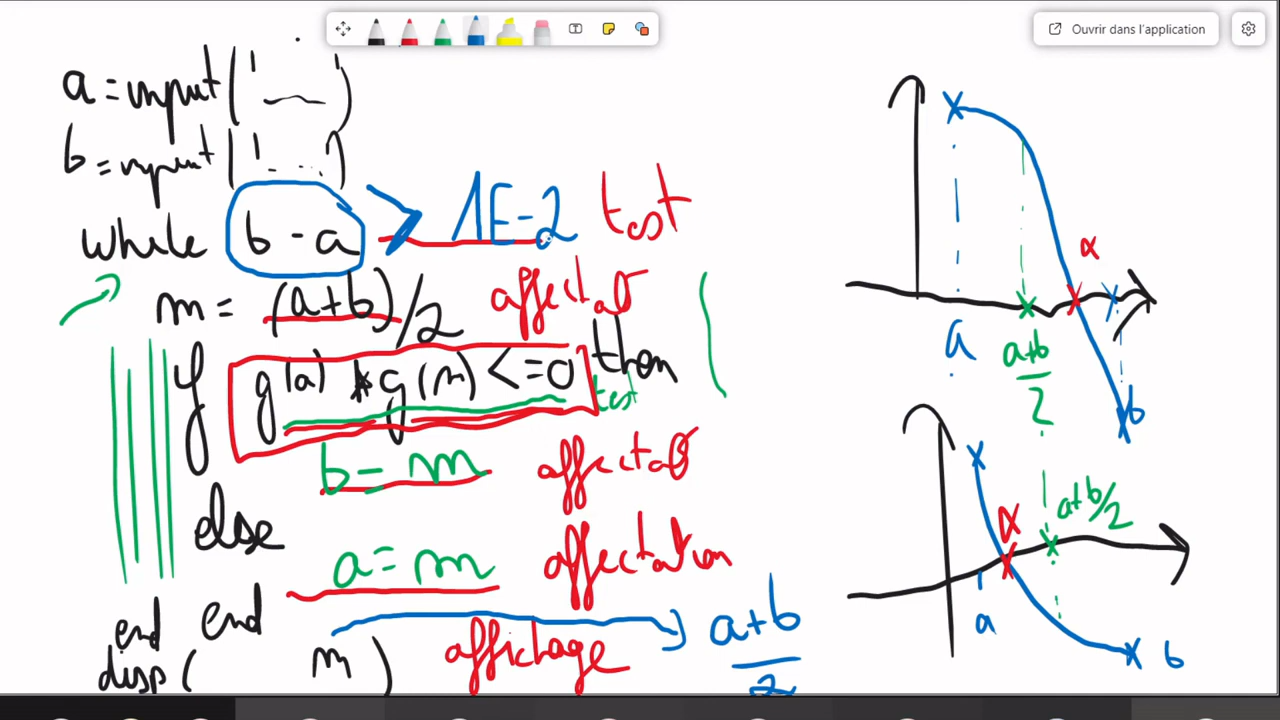 Ouvrir dans l'application
a = input('
b = input('
while b - a > 1E-2 test
m = (a+b)/2 affectat°
if g(a) * g(m) <= 0 then test
b = m affectat°
else
a = m affectation
end end
disp( m ) affichage a+b/2
α
a
a+b/2
b
α
a+b/2
a
b